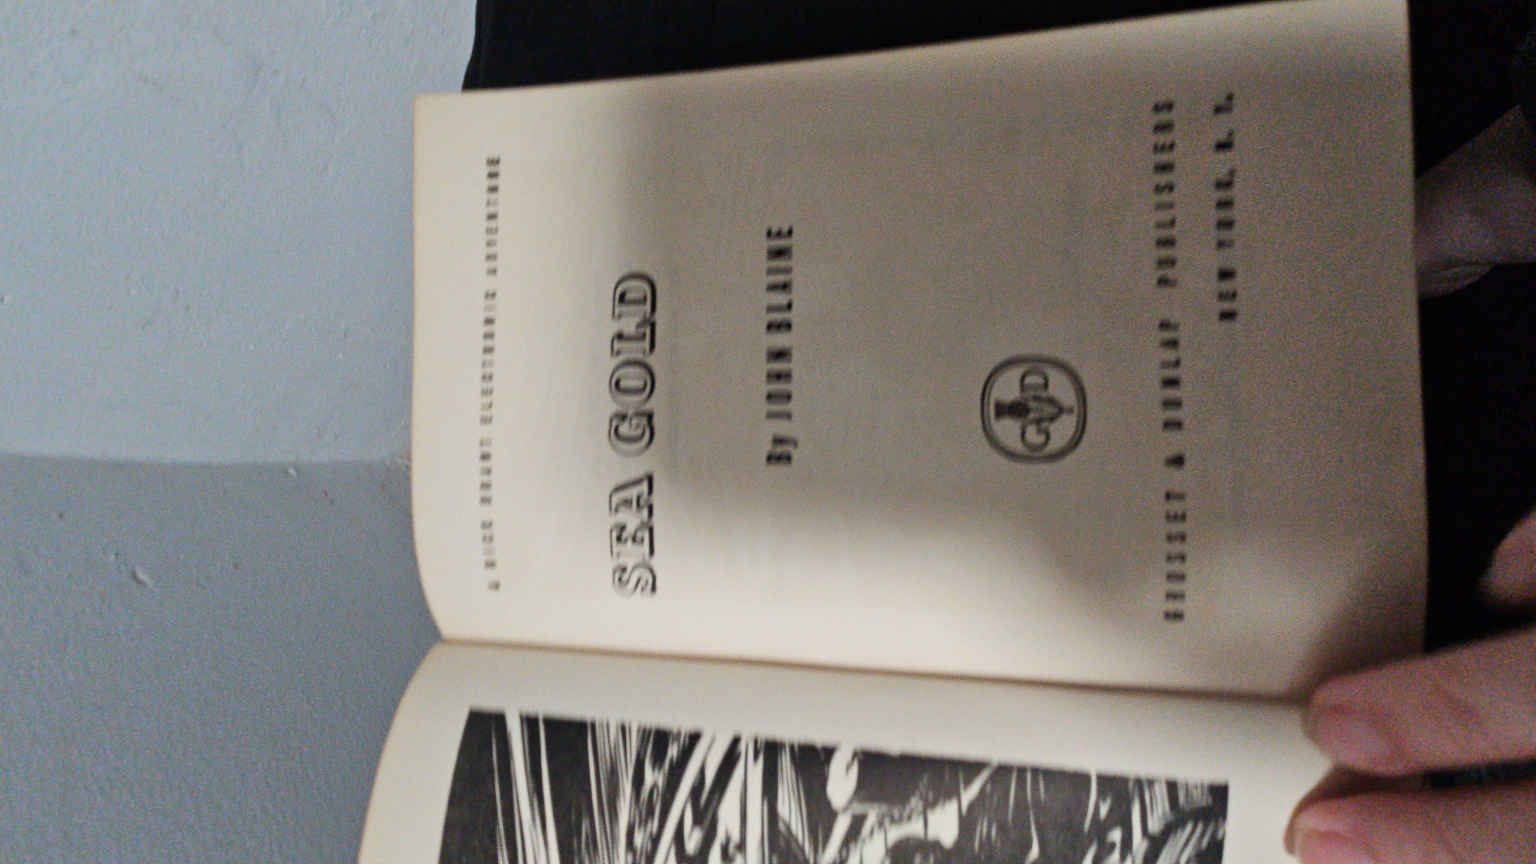 A RICK BRANT ELECTRONIC ADVENTURE
SEA GOLD
By JOHN BLAINE
G&D
GROSSET & DUNLAP PUBLISHERS
NEW YORK, N. Y.